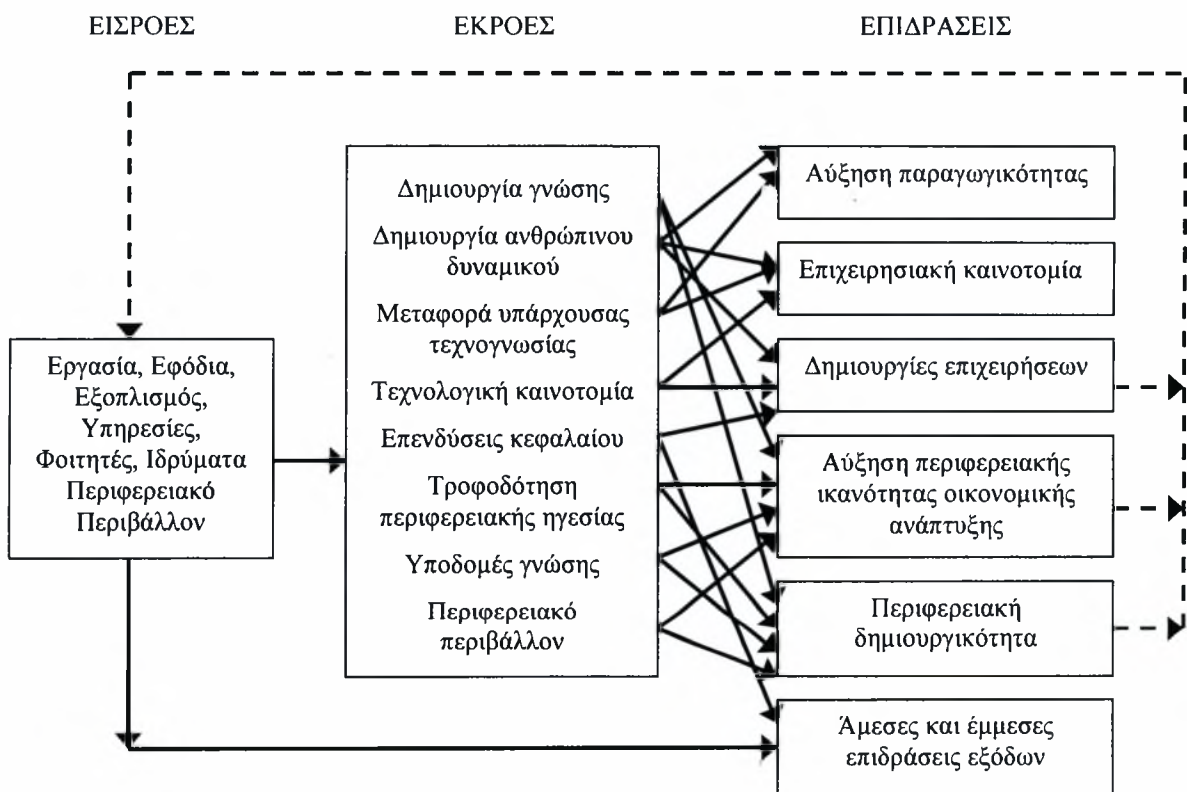 ΕΙΣΡΟΕΣ
ΕΚΡΟΕΣ
ΕΠΙΔΡΑΣΕΙΣ
Εργασία, Εφόδια,
Εξοπλισμός,
Υπηρεσίες,
Φοιτητές, Ιδρύματα
Περιφερειακό
Περιβάλλον
Δημιουργία γνώσης
Δημιουργία ανθρώπινου
δυναμικού
Μεταφορά υπάρχουσας
τεχνογνωσίας
Τεχνολογική καινοτομία
Επενδύσεις κεφαλαίου
Τροφοδότηση
περιφερειακής ηγεσίας
Υποδομές γνώσης
Περιφερειακό
περιβάλλον
Αύξηση παραγωγικότητας
Επιχειρησιακή καινοτομία
Δημιουργίες επιχειρήσεων
Αύξηση περιφερειακής
ικανότητας οικονομικής
ανάπτυξης
Περιφερειακή
δημιουργικότητα
Άμεσες και έμμεσες
επιδράσεις εξόδων